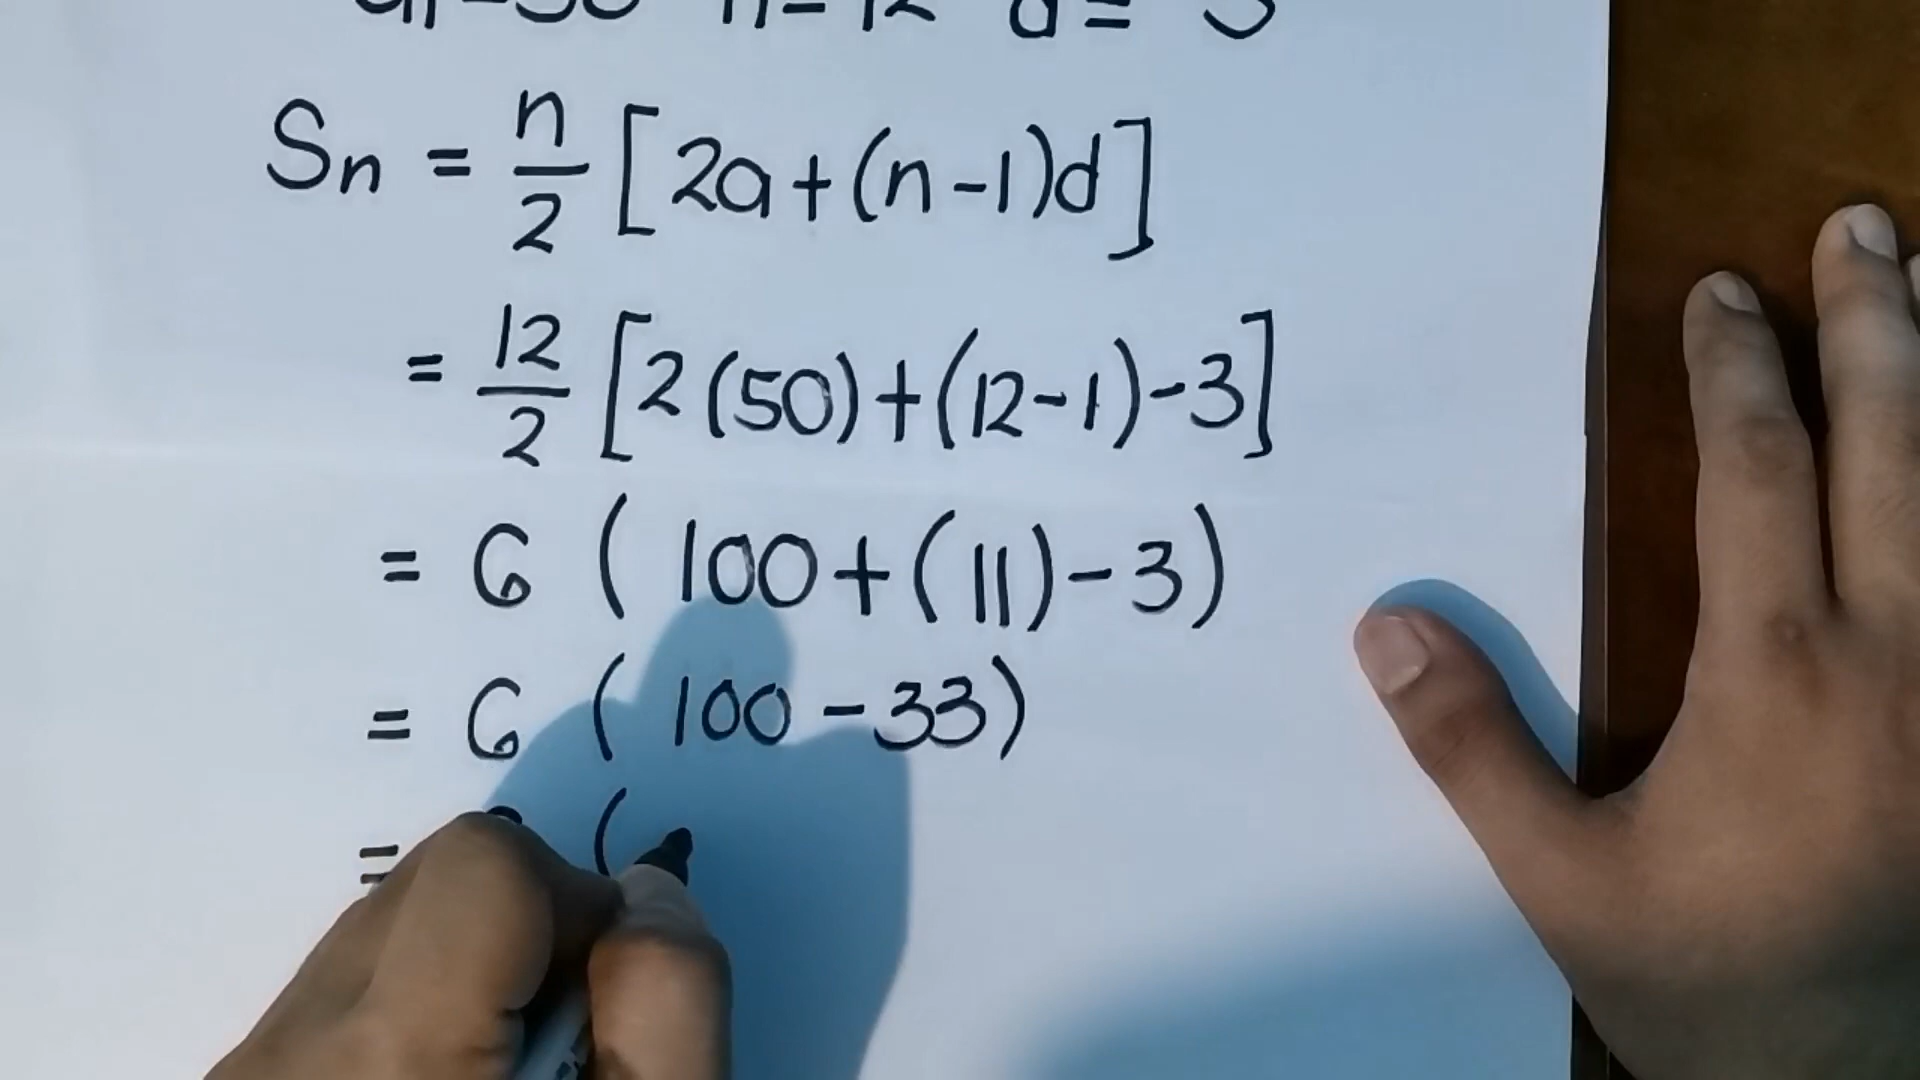 Sn = n/2 [2a+(n-1)d]
= 12/2 [2(50)+(12-1)-3]
= 6 (100+(11)-3)
= 6 (100-33)
= (